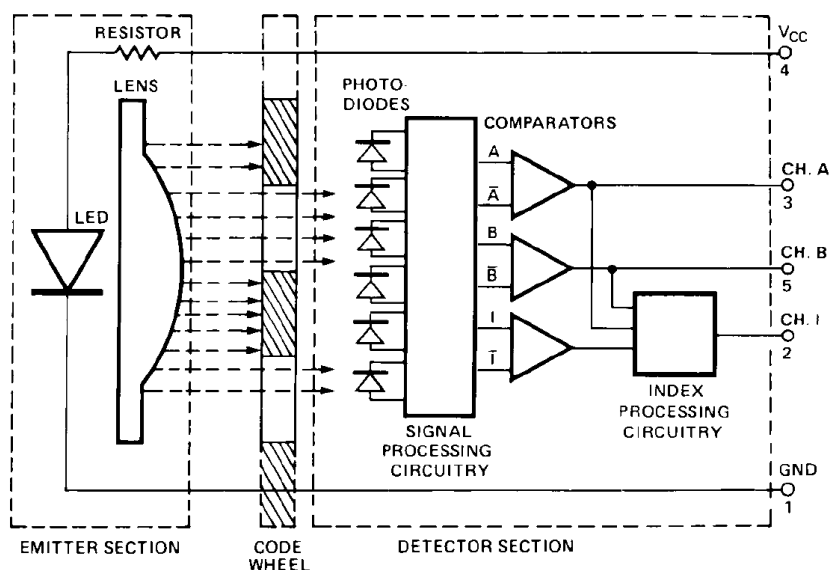 RESISTOR
LENS
LED
PHOTO-
DIODES
COMPARATORS
A
A̅
B
B̅
I
I̅
VCC
4
CH. A
3
CH. B
5
CH. I
2
INDEX
PROCESSING
CIRCUITRY
SIGNAL
PROCESSING
CIRCUITRY
GND
1
EMITTER SECTION
CODE
WHEEL
DETECTOR SECTION